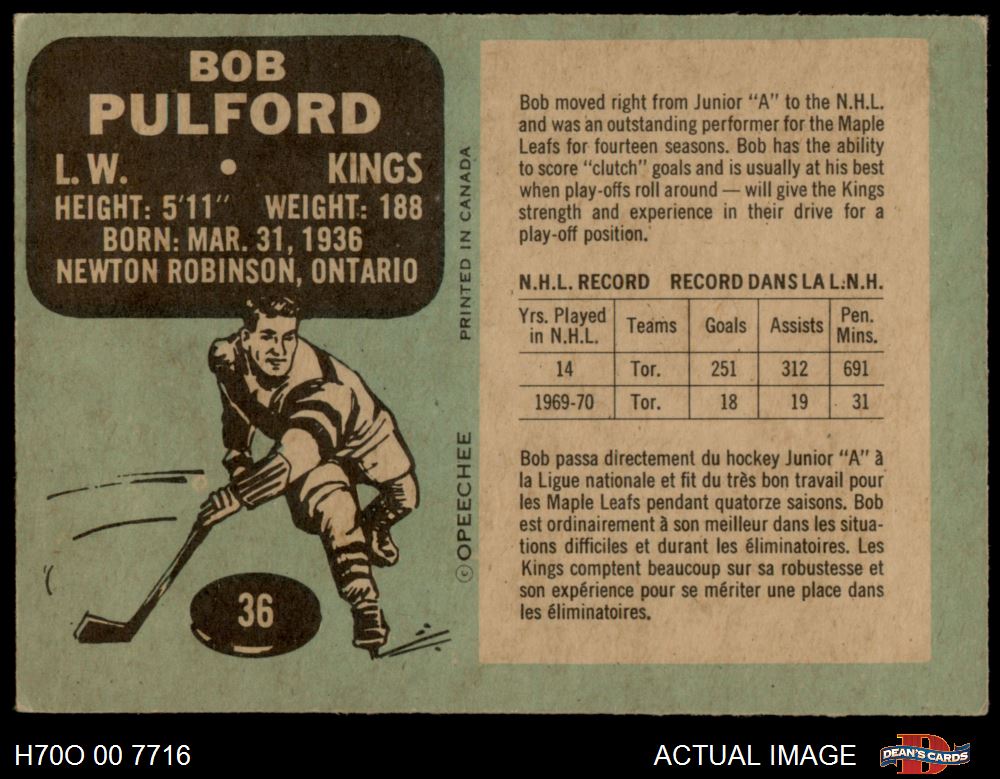 BOB
PULFORD
L. W. • KINGS
HEIGHT: 5'11" WEIGHT: 188
BORN: MAR. 31, 1936
NEWTON ROBINSON, ONTARIO
36
PRINTED IN CANADA
© OPEECHEE
Bob moved right from Junior "A" to the N.H.L.
and was an outstanding performer for the Maple
Leafs for fourteen seasons. Bob has the ability
to score "clutch" goals and is usually at his best
when play-offs roll around — will give the Kings
strength and experience in their drive for a
play-off position.
N.H.L. RECORD RECORD DANS LA L.N.H.
Yrs. Played in N.H.L. Teams Goals Assists Pen. Mins.
14 Tor. 251 312 691
1969-70 Tor. 18 19 31
Bob passa directement du hockey Junior "A" à
la Ligue nationale et fit du très bon travail pour
les Maple Leafs pendant quatorze saisons. Bob
est ordinairement à son meilleur dans les situa-
tions difficiles et durant les éliminatoires. Les
Kings comptent beaucoup sur sa robustesse et
son expérience pour se mériter une place dans
les éliminatoires.
H70O 00 7716
ACTUAL IMAGE
DEAN'S CARDS